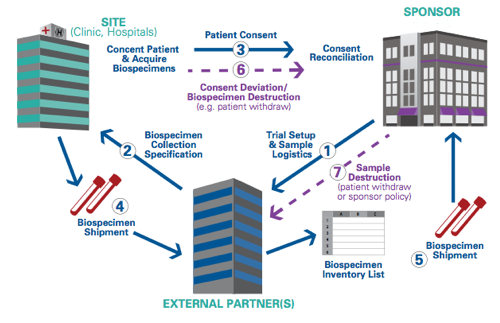 SITE
(Clinic, Hospitals)
H
SPONSOR
Concent Patient
& Acquire
Biospecimens
Patient Consent
3
6
Consent Deviation/
Biospecimen Destruction
(e.g. patient withdraw)
Consent
Reconciliation
2
Biospecimen
Collection
Specification
Trial Setup
& Sample
Logistics
1
7
Sample
Destruction
(patient withdraw
or sponsor policy)
4
Biospecimen
Shipment
Biospecimen
Inventory List
5
Biospecimen
Shipment
EXTERNAL PARTNER(S)